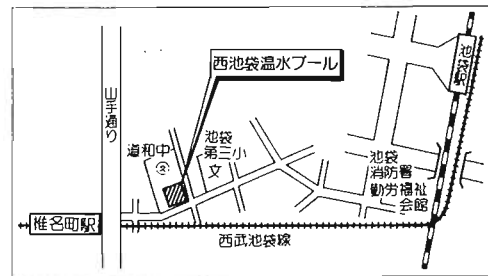 西池袋温水プール
池袋駅
山手通り
道和中
池袋
第三小
文
池袋
消防署
勤労福祉
会館
椎名町駅
西武池袋線